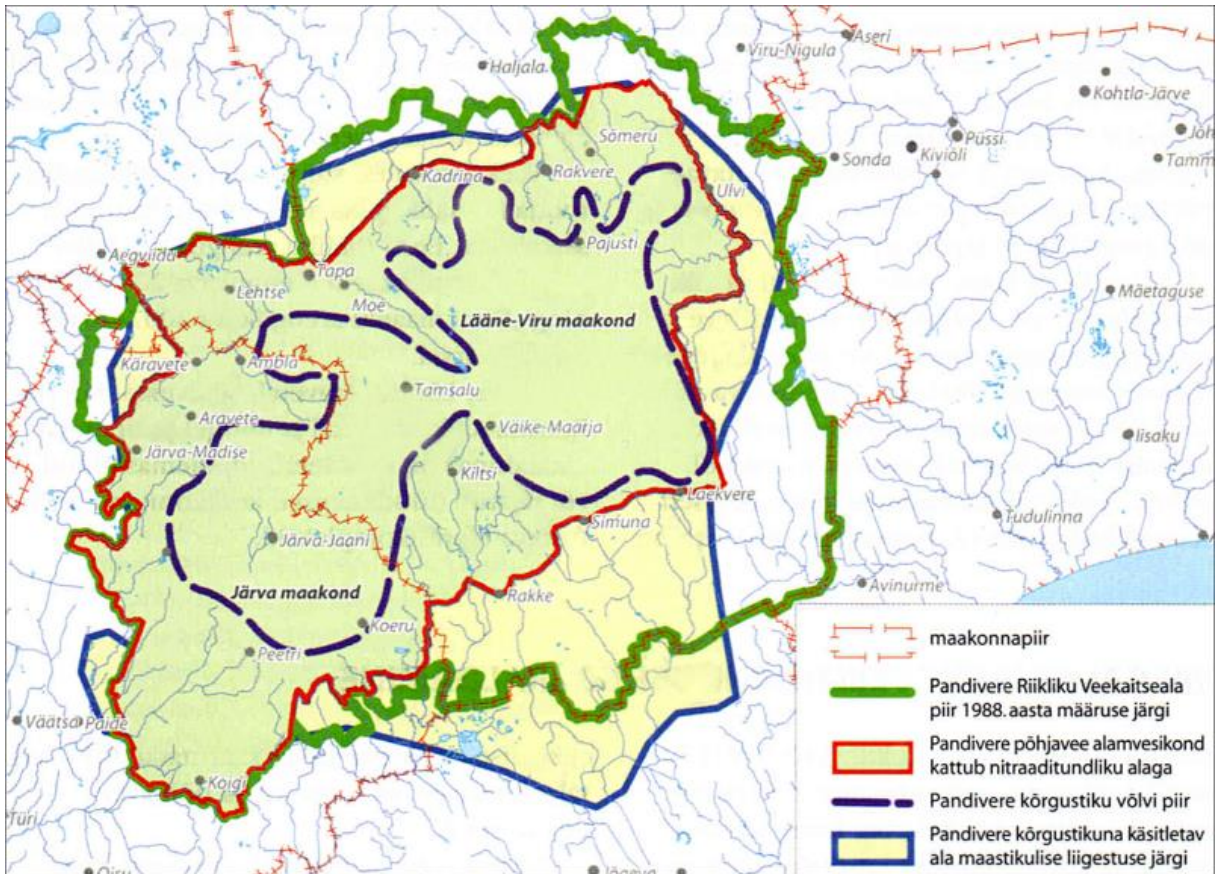 Aseri
Viru-Nigula
Haljala
Kohtla-Järve
Sõmeru
Püssi
Kiviõli
Sonda
Rakvere
Kadrina
Ulvi
Pajusti
Aegviidu
Tapa
Lehtse
Moe
Mäetaguse
Lääne-Viru maakond
Käravete
Ambla
Tamsalu
Aravete
Väike-Maarja
Iisaku
Järva-Madise
Kiltsi
Laekvere
Simuna
Tudulinna
Järva-Jaani
Avinurme
Järva maakond
Rakke
Koeru
Peetri
Väätsa
Paide
Koigi
Türi
maakonnapiir
Pandivere Riikliku Veekaitseala
piir 1988. aasta määruse järgi
Pandivere põhjavee alamvesikond
kattub nitraaditundliku alaga
Pandivere kõrgustiku võlvi piir
Pandivere kõrgustikuna käsitletav
ala maastikulise liigestuse järgi